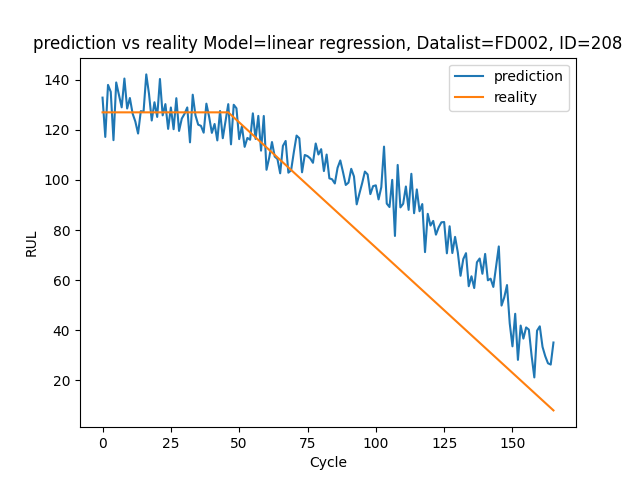 prediction vs reality Model=linear regression, Datalist=FD002, ID=208
prediction
reality
RUL
140
120
100
80
60
40
20
0 25 50 75 100 125 150
Cycle